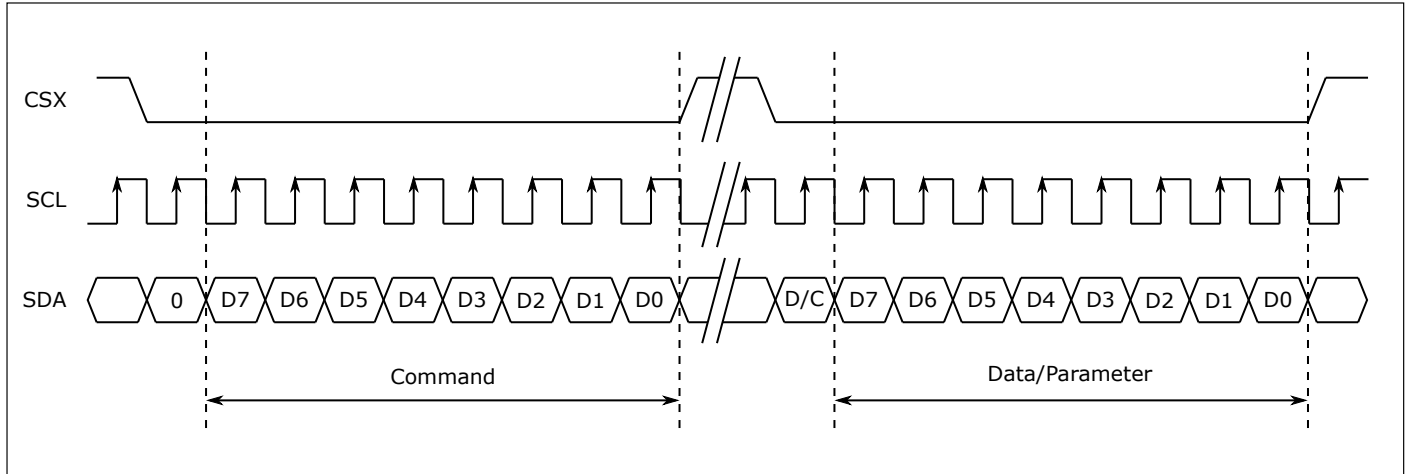 CSX
SCL
SDA 0 D7 D6 D5 D4 D3 D2 D1 D0 D/C D7 D6 D5 D4 D3 D2 D1 D0
Command Data/Parameter